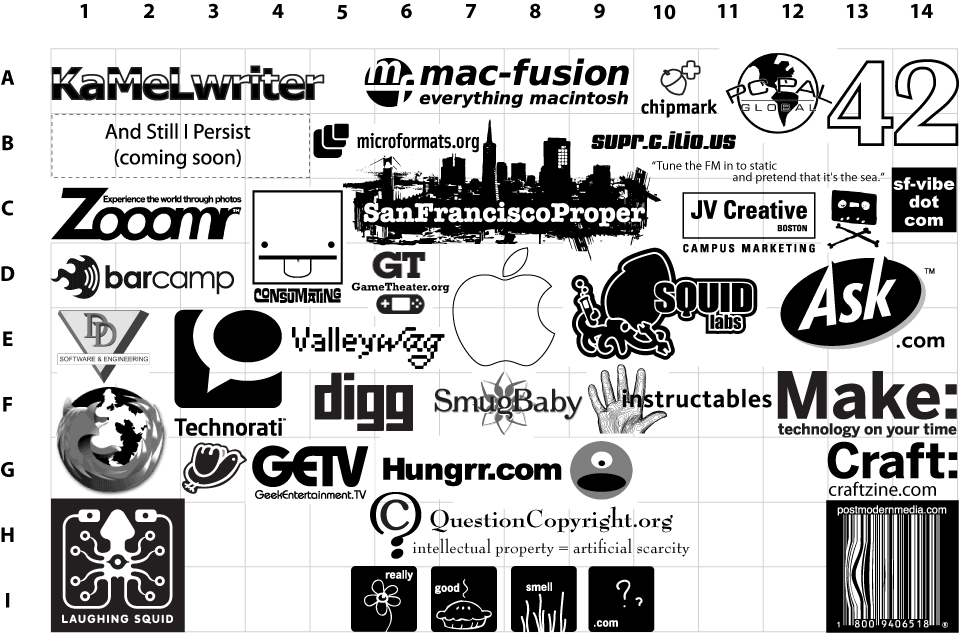 1 2 3 4 5 6 7 8 9 10 11 12 13 14
A
KaMeLwriter
m mac-fusion
everything macintosh
chipmark
PC PAL
GLOBAL
42
B
And Still I Persist
(coming soon)
microformats.org
supr.c.ilio.us
“Tune the FM in to static
and pretend that it's the sea.”
C
Experience the world through photos
Zooomr™
SanFranciscoProper
JV Creative
BOSTON
CAMPUS MARKETING
sf-vibe
dot
com
D
barcamp
CONSUMATING
GT
GameTheater.org
SQUID
labs
Ask™
.com
E
DD
SOFTWARE & ENGINEERING
Valleywag
F
Technorati
digg
SmugBaby
instructables
Make:
technology on your time
G
GETV
GeekEntertainment.TV
Hungrr.com
Craft:
craftzine.com
H
LAUGHING SQUID
©
QuestionCopyright.org
intellectual property = artificial scarcity
postmodernmedia.com
1 800 9406518 ®
I
really
good
smell
? ?
.com